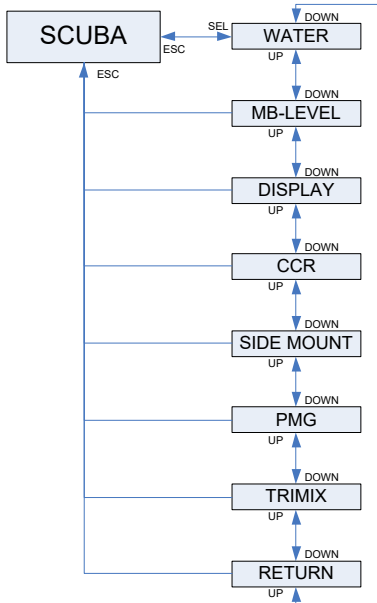 DOWN
SCUBA
SEL
ESC
WATER
UP
ESC
DOWN
MB-LEVEL
UP
DOWN
DISPLAY
UP
DOWN
CCR
UP
DOWN
SIDE MOUNT
UP
DOWN
PMG
UP
DOWN
TRIMIX
UP
DOWN
RETURN
UP